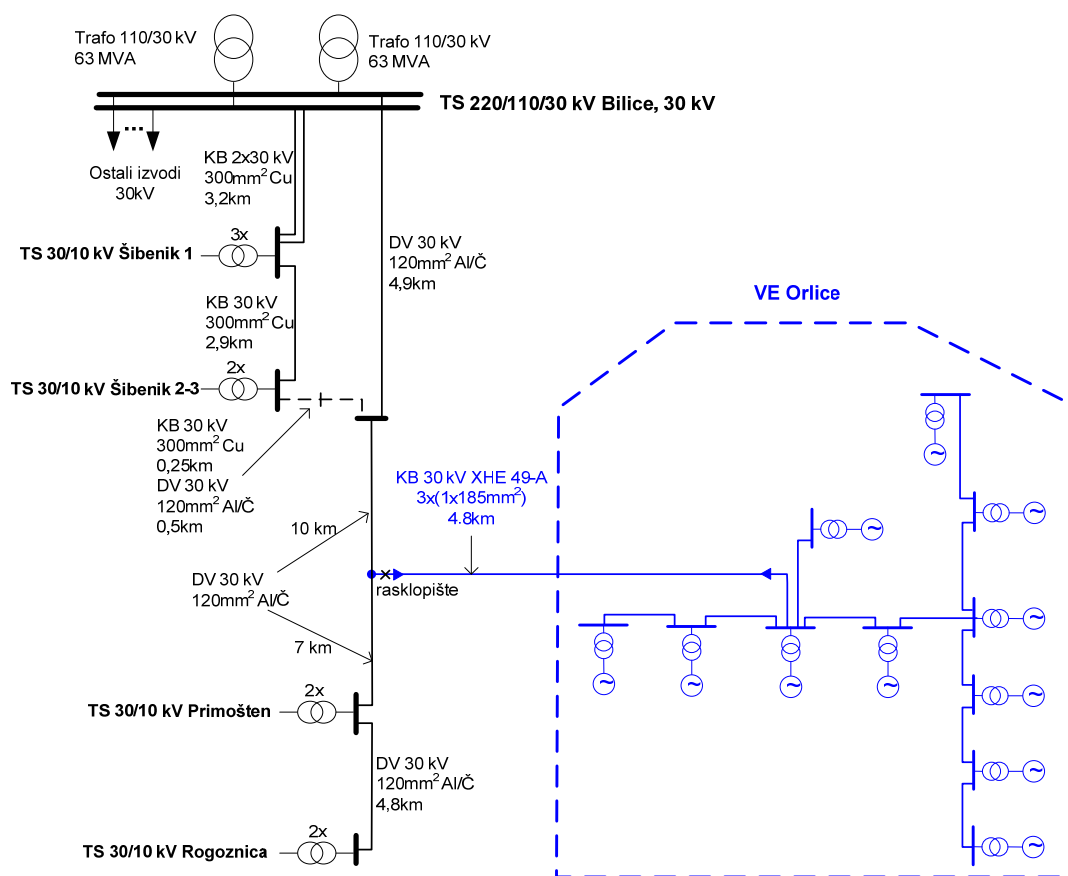 Trafo 110/30 kV
63 MVA
Trafo 110/30 kV
63 MVA
TS 220/110/30 kV Bilice, 30 kV
Ostali izvodi
30kV
KB 2x30 kV
300mm² Cu
3,2km
3x
TS 30/10 kV Šibenik 1
DV 30 kV
120mm² Al/Č
4,9km
KB 30 kV
300mm² Cu
2,9km
2x
TS 30/10 kV Šibenik 2-3
KB 30 kV
300mm² Cu
0,25km
DV 30 kV
120mm² Al/Č
0,5km
VE Orlice
KB 30 kV XHE 49-A
3x(1x185mm²)
4.8km
10 km
rasklopište
DV 30 kV
120mm² Al/Č
7 km
2x
TS 30/10 kV Primošten
DV 30 kV
120mm² Al/Č
4,8km
2x
TS 30/10 kV Rogoznica